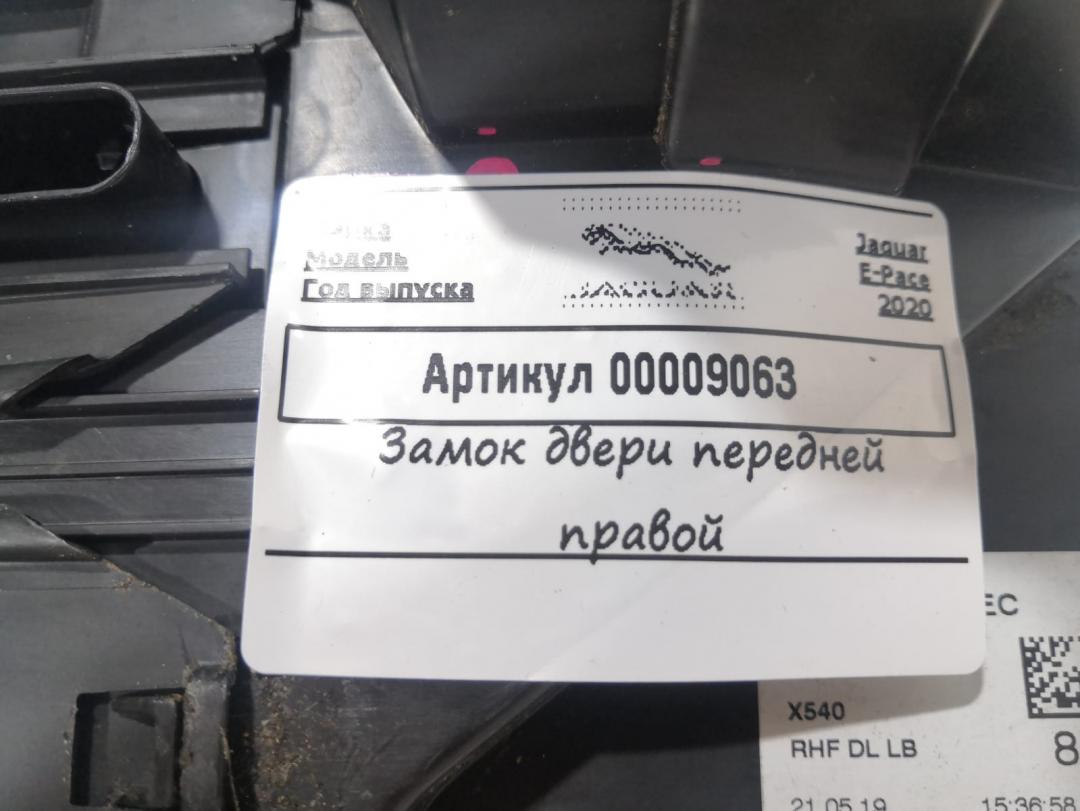 Марка Jaguar
Модель E-Pace
Год выпуска 2020
JAGUAR
Артикул 00009063
Замок двери передней
правой
EC
X540
RHF DL LB
8
21.05.19 15:36:58